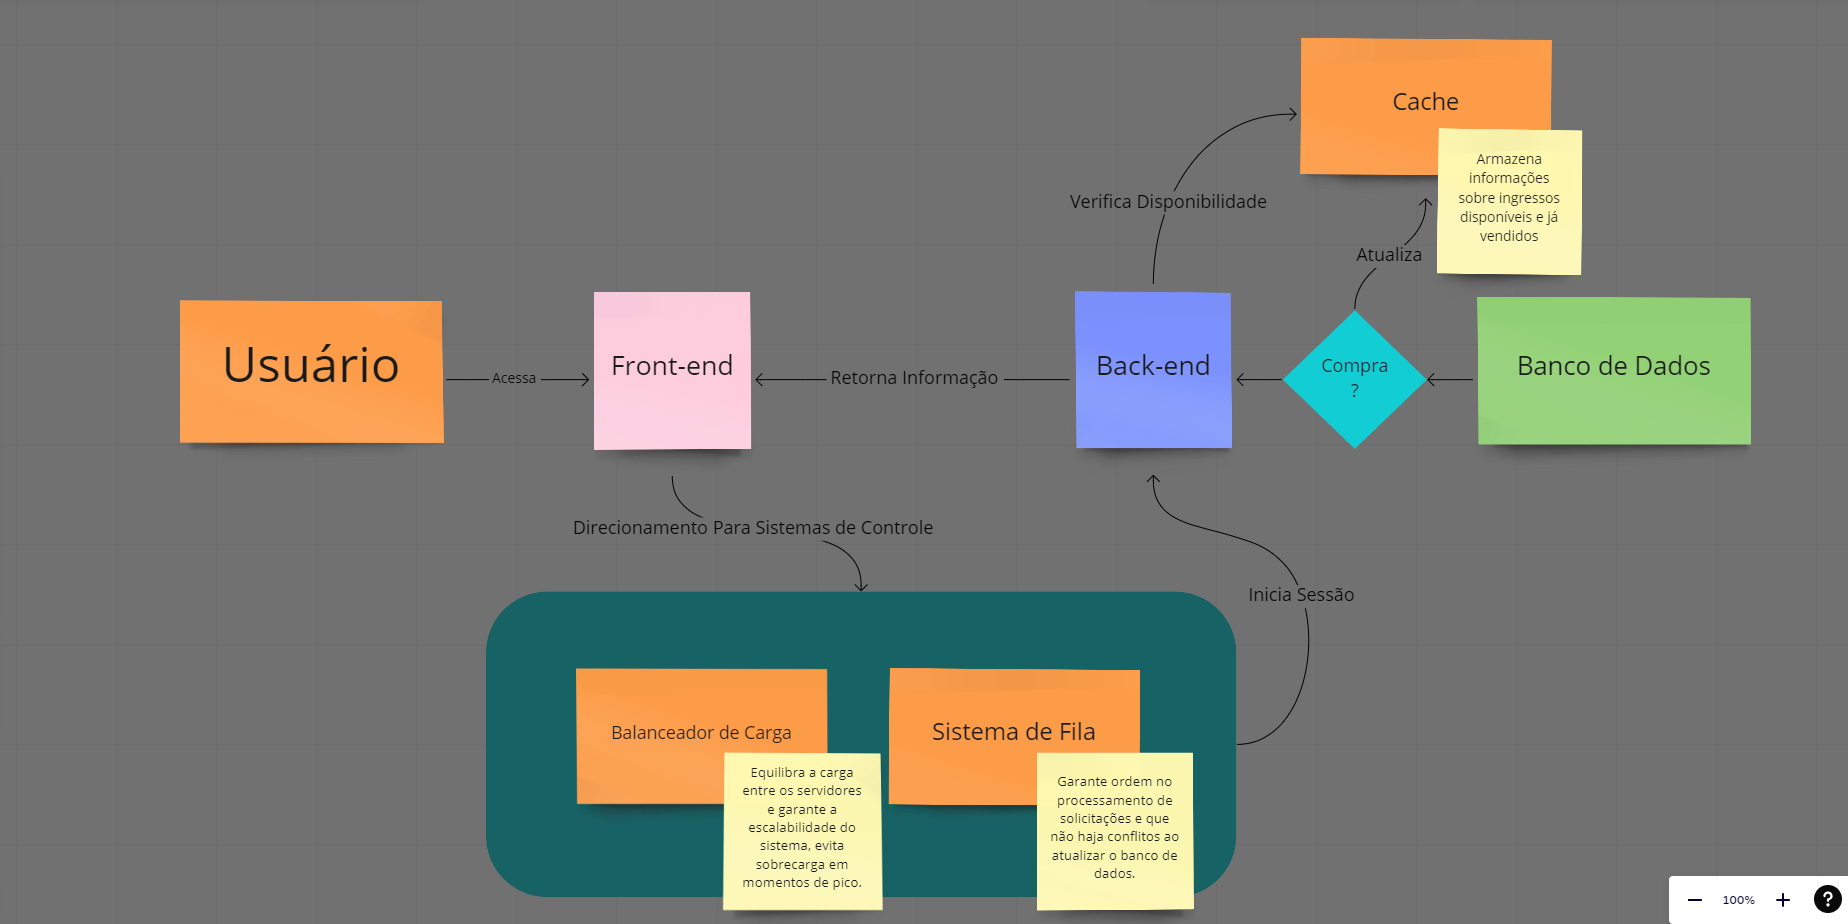 Cache
Armazena
informações
sobre ingressos
disponíveis e já
vendidos
Verifica Disponibilidade
Atualiza
Usuário
Acessa
Front-end
Retorna Informação
Back-end
Compra
?
Banco de Dados
Direcionamento Para Sistemas de Controle
Inicia Sessão
Balanceador de Carga
Equilibra a carga
entre os servidores
e garante a
escalabilidade do
sistema, evita
sobrecarga em
momentos de pico.
Sistema de Fila
Garante ordem no
processamento de
solicitações e que
não haja conflitos ao
atualizar o banco de
dados.
− 100% + ?